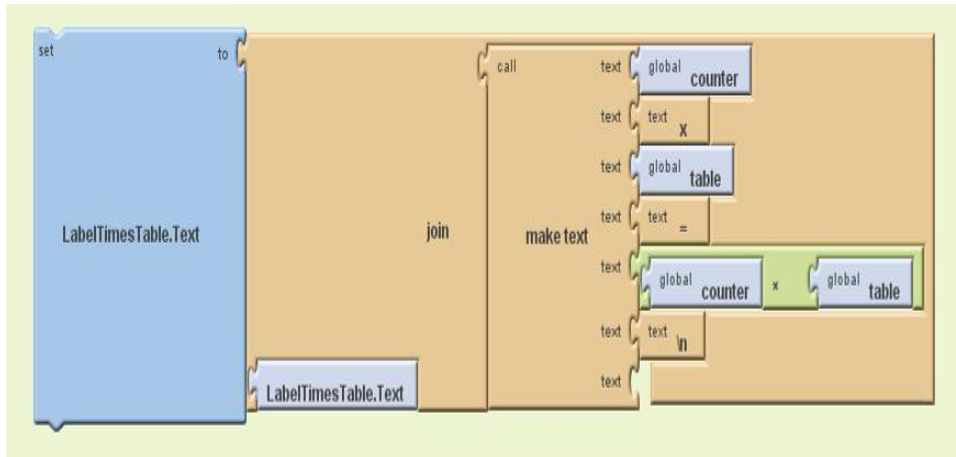 set to
call text global counter
text text x
text global table
text text =
LabelTimesTable.Text join make text
text global counter × global table
text text \n
LabelTimesTable.Text text